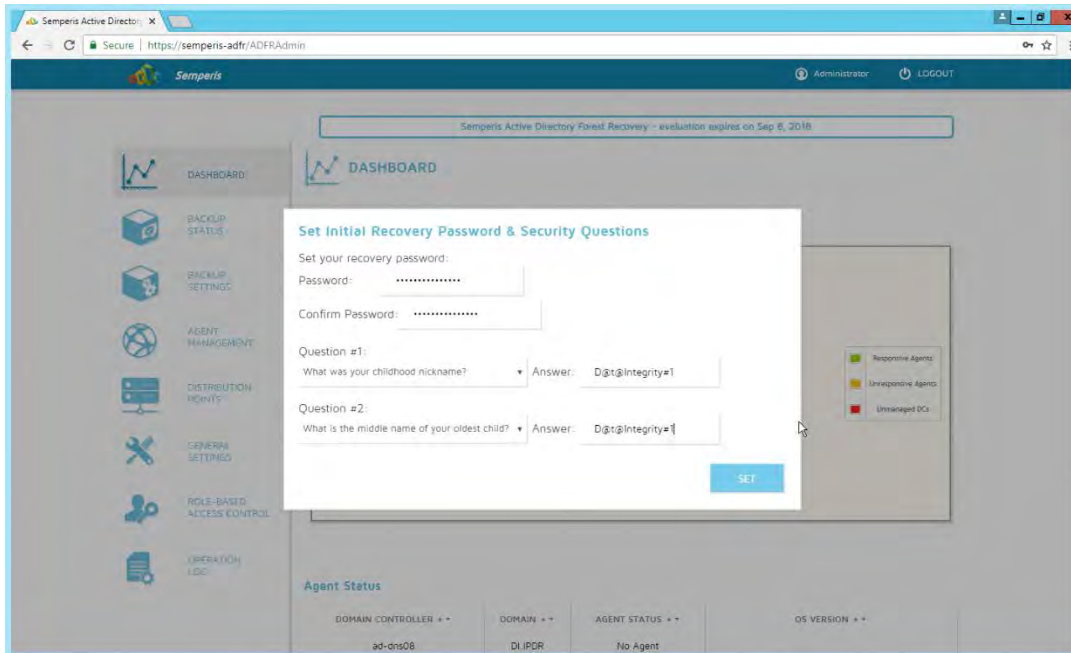 Semperis Active Director
Secure | https://semperis-adfr/ADFRAdmin
Semperis
Administrator
LOGOUT
Semperis Active Directory Forest Recovery - evaluation expires on Sep 6, 2018
DASHBOARD
DASHBOARD
BACKUP
STATUS
BACKUP
SETTINGS
AGENT
MANAGEMENT
DISTRIBUTION
POINTS
GENERAL
SETTINGS
ROLE-BASED
ACCESS CONTROL
OPERATION
LOG
Set Initial Recovery Password & Security Questions
Set your recovery password:
Password: •••••••••••••••
Confirm Password: •••••••••••••••
Question #1:
What was your childhood nickname? Answer: D@t@Integrity#1
Question #2:
What is the middle name of your oldest child? Answer: D@t@Integrity#1
SET
Responsive Agents
Unresponsive Agents
Unmanaged DCs
Agent Status
DOMAIN CONTROLLER DOMAIN AGENT STATUS OS VERSION
ad-dns08 DI.IPDR No Agent